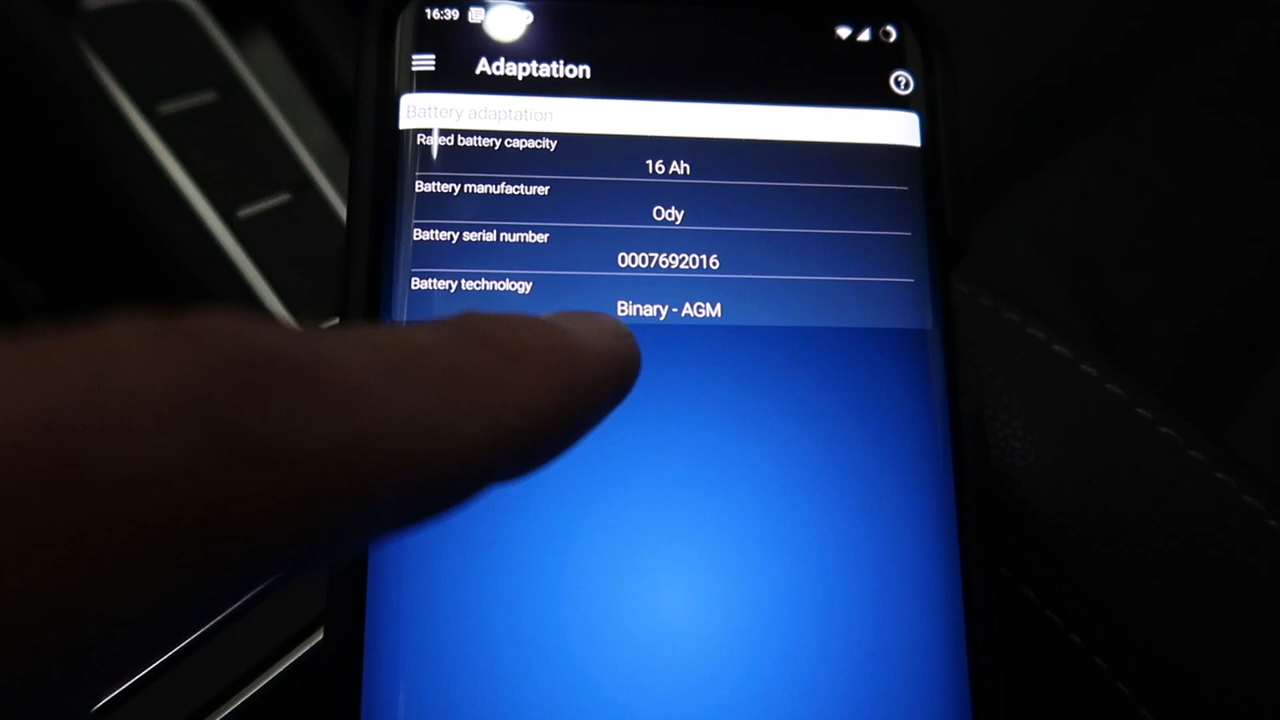 16:39
Adaptation
Battery adaptation
Rated battery capacity
16 Ah
Battery manufacturer
Ody
Battery serial number
0007692016
Battery technology
Binary - AGM